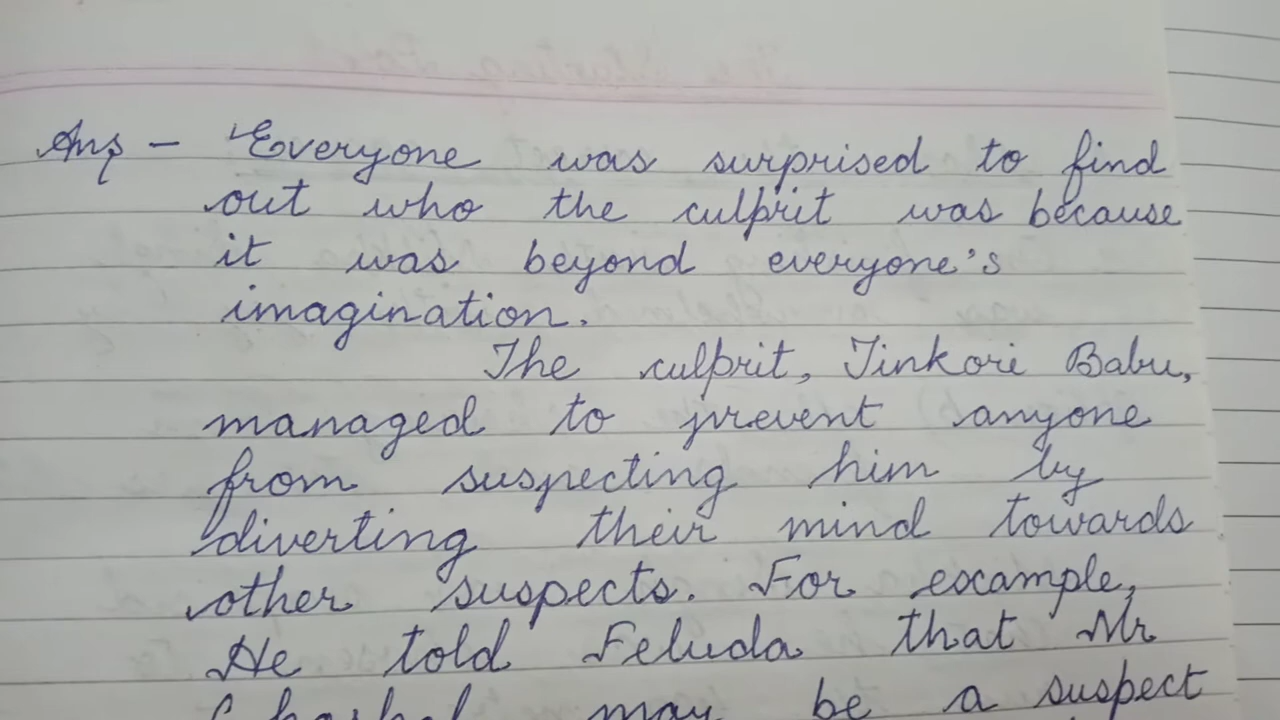 Ans - Everyone was surprised to find
out who the culprit was because
it was beyond everyone's
imagination.
The culprit, Tinkori Babu,
managed to prevent anyone
from suspecting him by
diverting their mind towards
other suspects. For example,
He told Feluda that Mr
may be a suspect